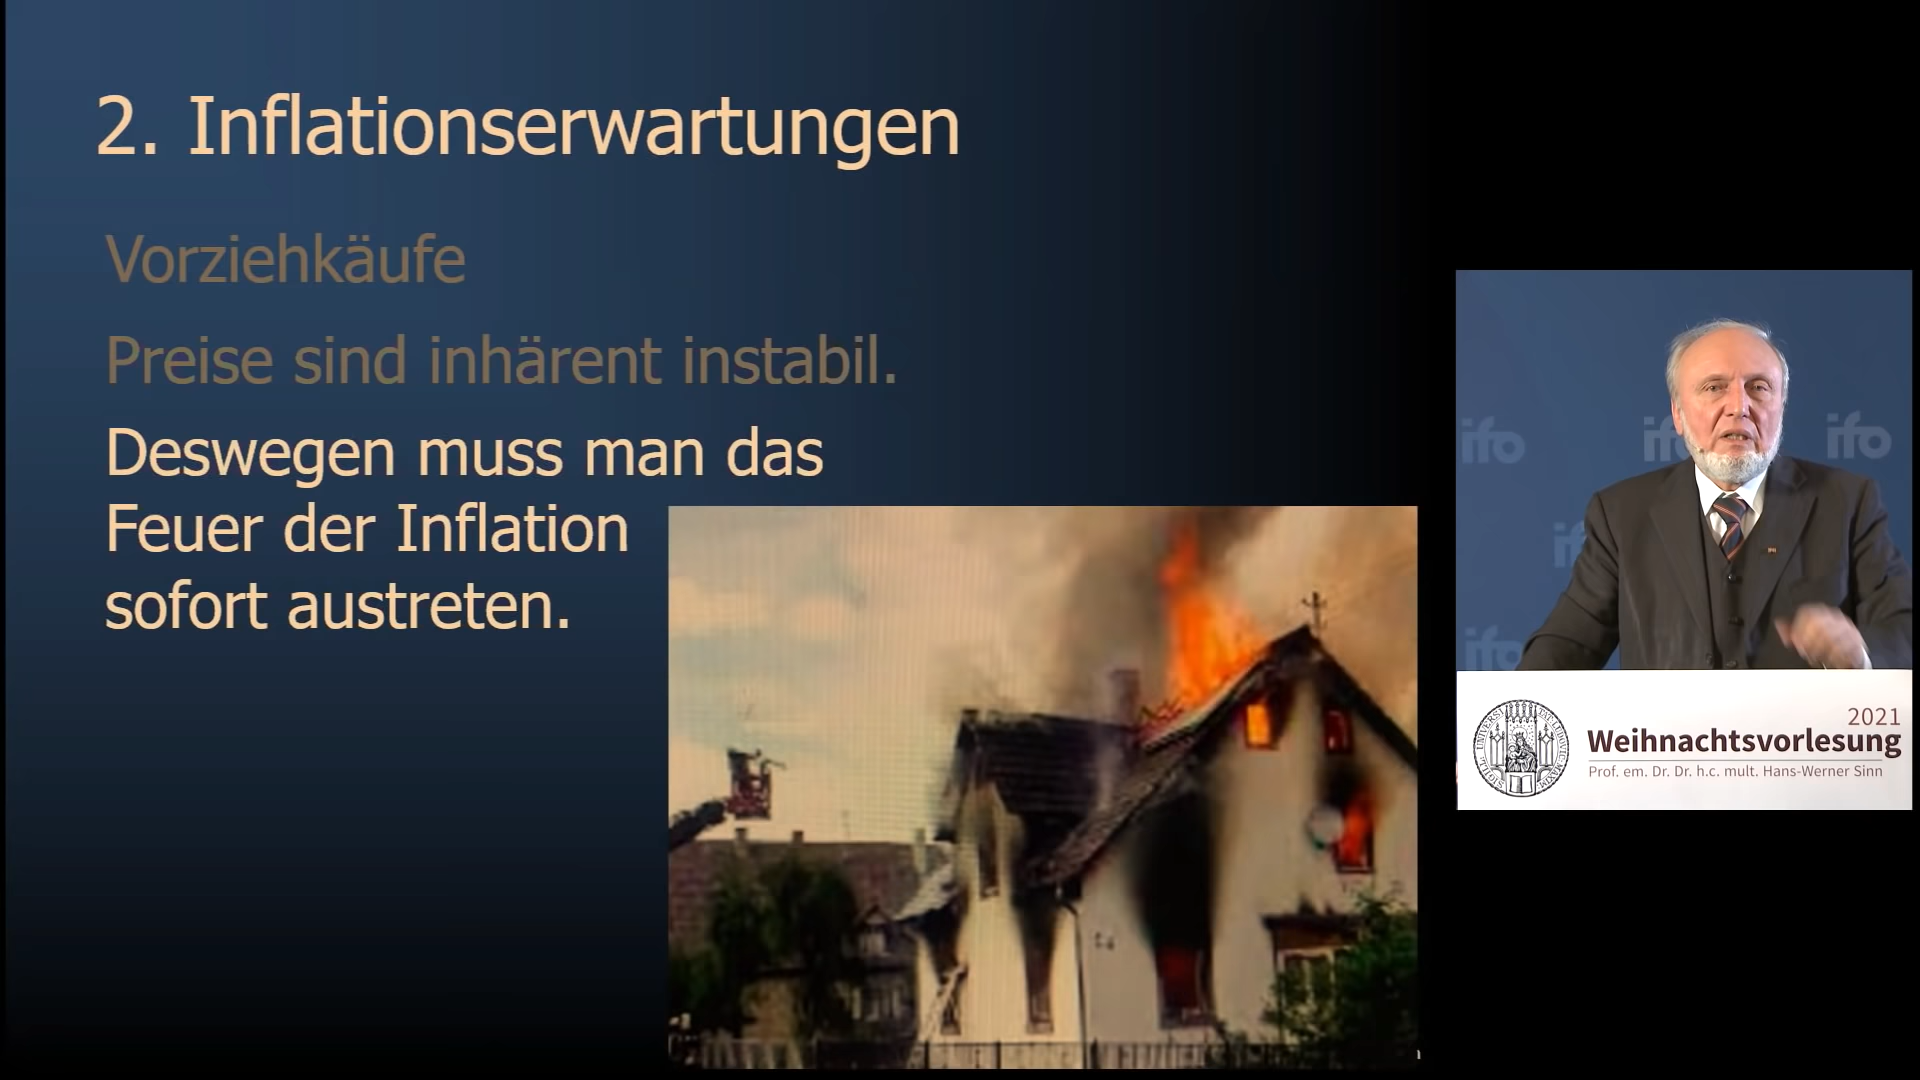 2. Inflationserwartungen
Vorziehkäufe
Preise sind inhärent instabil.
Deswegen muss man das
Feuer der Inflation
sofort austreten.
ifo
ifo
ifo
2021
Weihnachtsvorlesung
Prof. em. Dr. Dr. h.c. mult. Hans-Werner Sinn